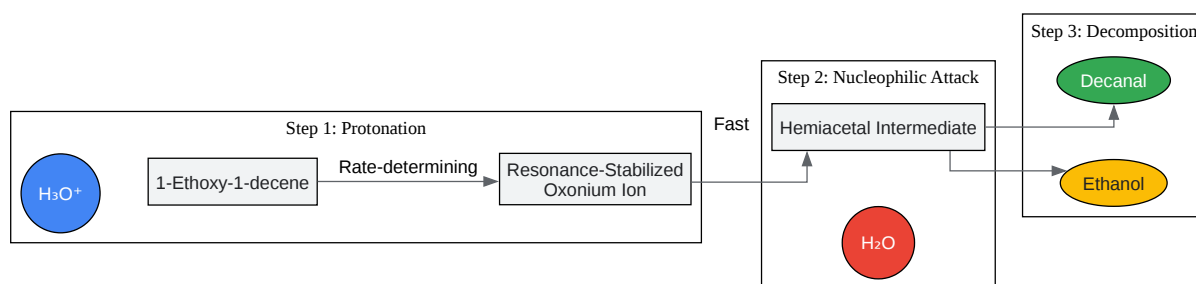 Step 1: Protonation
H₃O⁺
1-Ethoxy-1-decene
Rate-determining
Resonance-Stabilized
Oxonium Ion
Fast
Step 2: Nucleophilic Attack
Hemiacetal Intermediate
H₂O
Step 3: Decomposition
Decanal
Ethanol